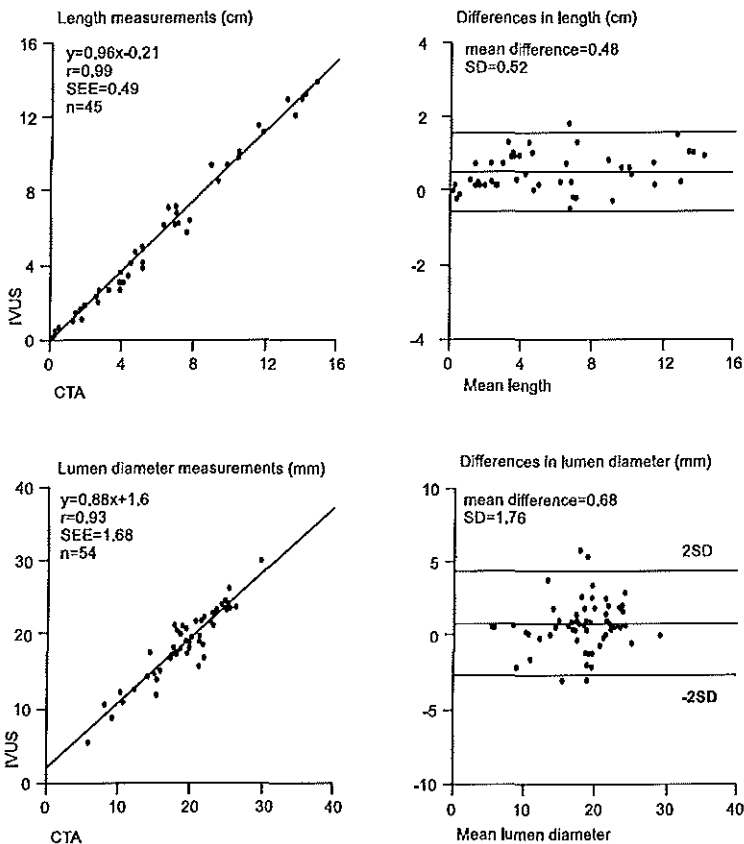 Length measurements (cm)
y=0.96x-0.21
r=0.99
SEE=0.49
n=45
16
12
8
4
0
IVUS
0 4 8 12 16
CTA
Differences in length (cm)
mean difference=0.48
SD=0.52
4
2
0
-2
-4
0 4 8 12 16
Mean length
Lumen diameter measurements (mm)
y=0.88x+1.6
r=0.93
SEE=1.68
n=54
40
30
20
10
0
IVUS
0 10 20 30 40
CTA
Differences in lumen diameter (mm)
mean difference=0.68
SD=1.76
2SD
-2SD
10
5
0
-5
-10
0 10 20 30 40
Mean lumen diameter